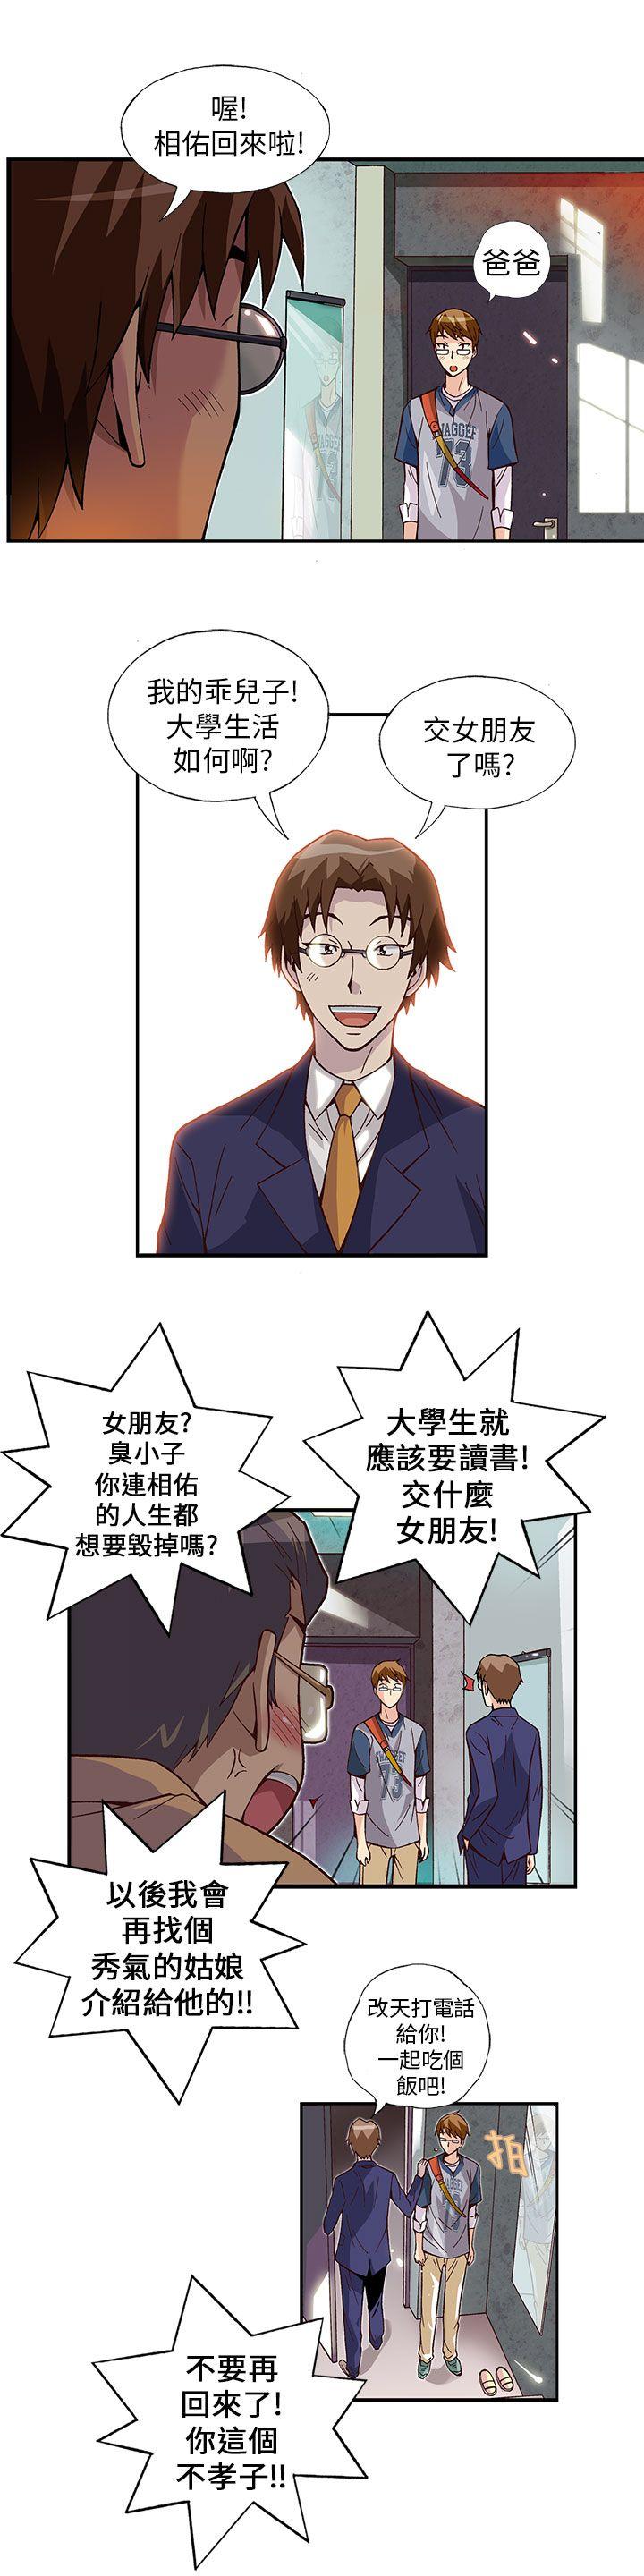 喔!
相佑回來啦!
爸爸
我的乖兒子!
大學生活
如何啊?
交女朋友
了嗎?
女朋友?
臭小子
你連相佑
的人生都
想要毀掉嗎?
大學生就
應該要讀書!
交什麼
女朋友!
以後我會
再找個
秀氣的姑娘
介紹給他的!!
改天打電話
給你!
一起吃個
飯吧!
拍
不要再
回來了!
你這個
不孝子!!